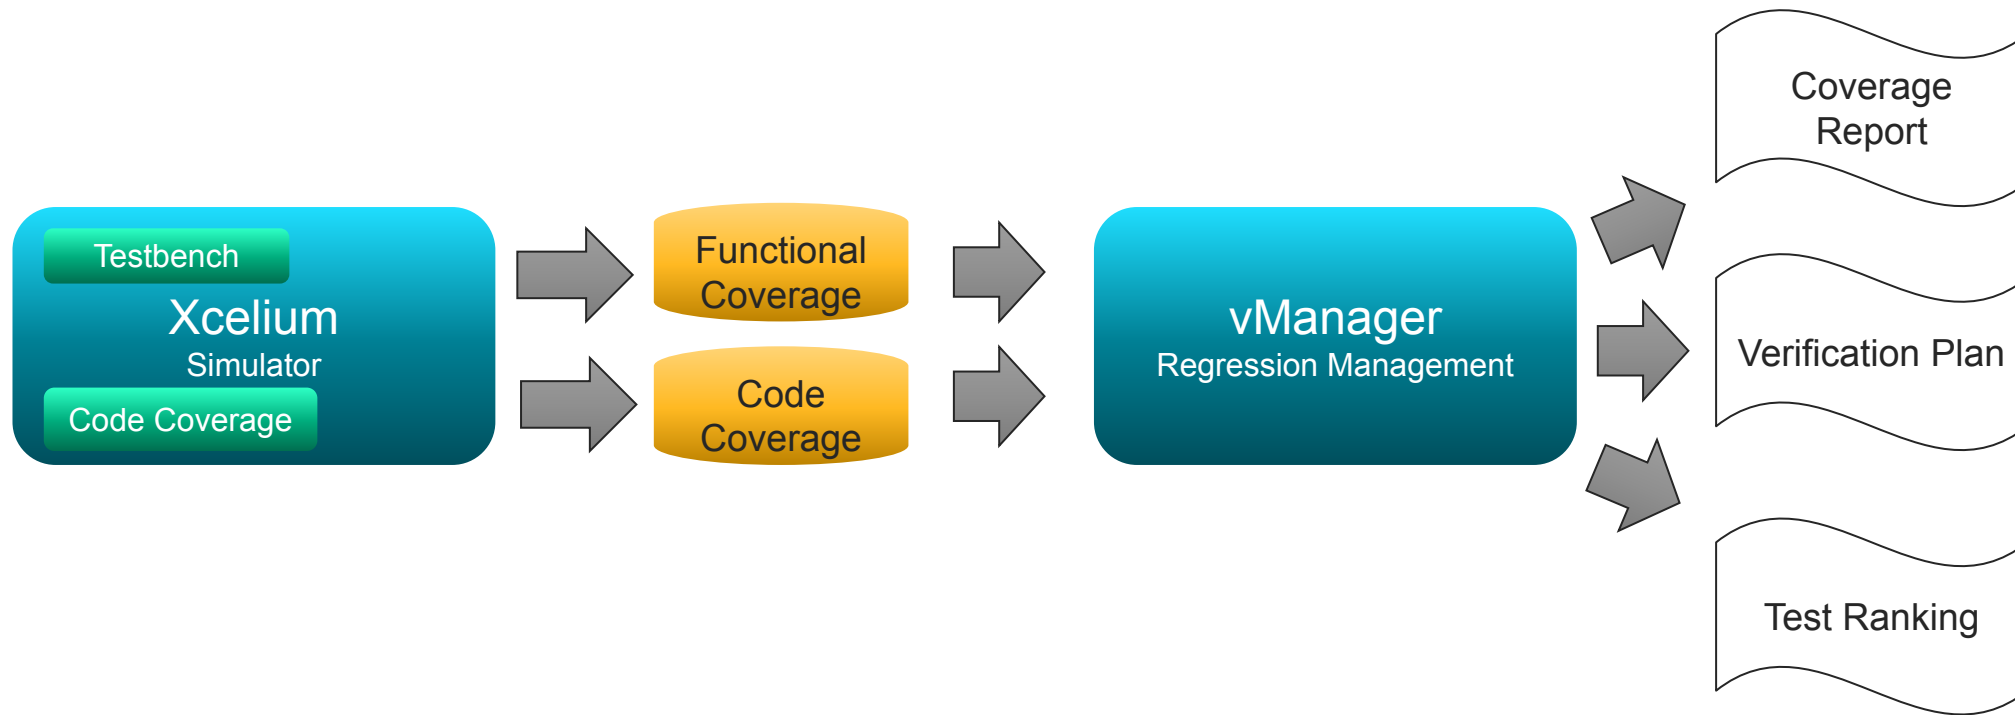 Testbench
Xcelium
Simulator
Code Coverage
Functional
Coverage
Code
Coverage
vManager
Regression Management
Coverage
Report
Verification Plan
Test Ranking